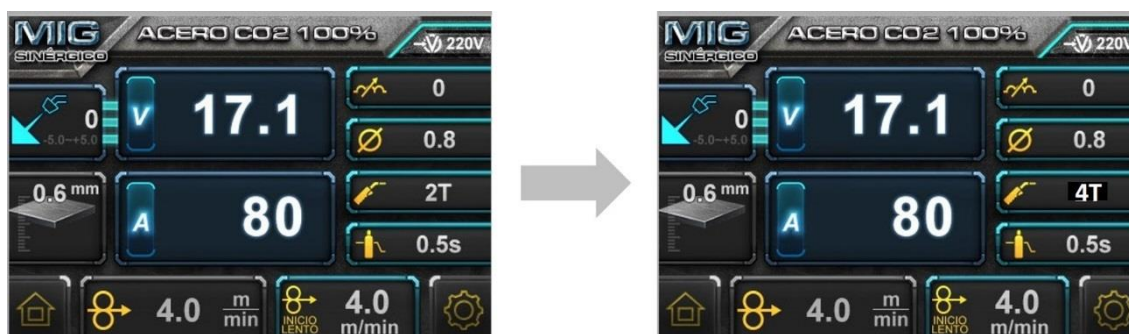 MIG
SINÉRGICO
ACERO CO2 100%
V 220V
0
-5.0~+5.0
V
17.1
0
0.8
0.6 mm
A
80
2T
0.5s
4.0 m/min
INICIO LENTO
4.0 m/min
MIG
SINÉRGICO
ACERO CO2 100%
V 220V
0
-5.0~+5.0
V
17.1
0
0.8
0.6 mm
A
80
4T
0.5s
4.0 m/min
INICIO LENTO
4.0 m/min